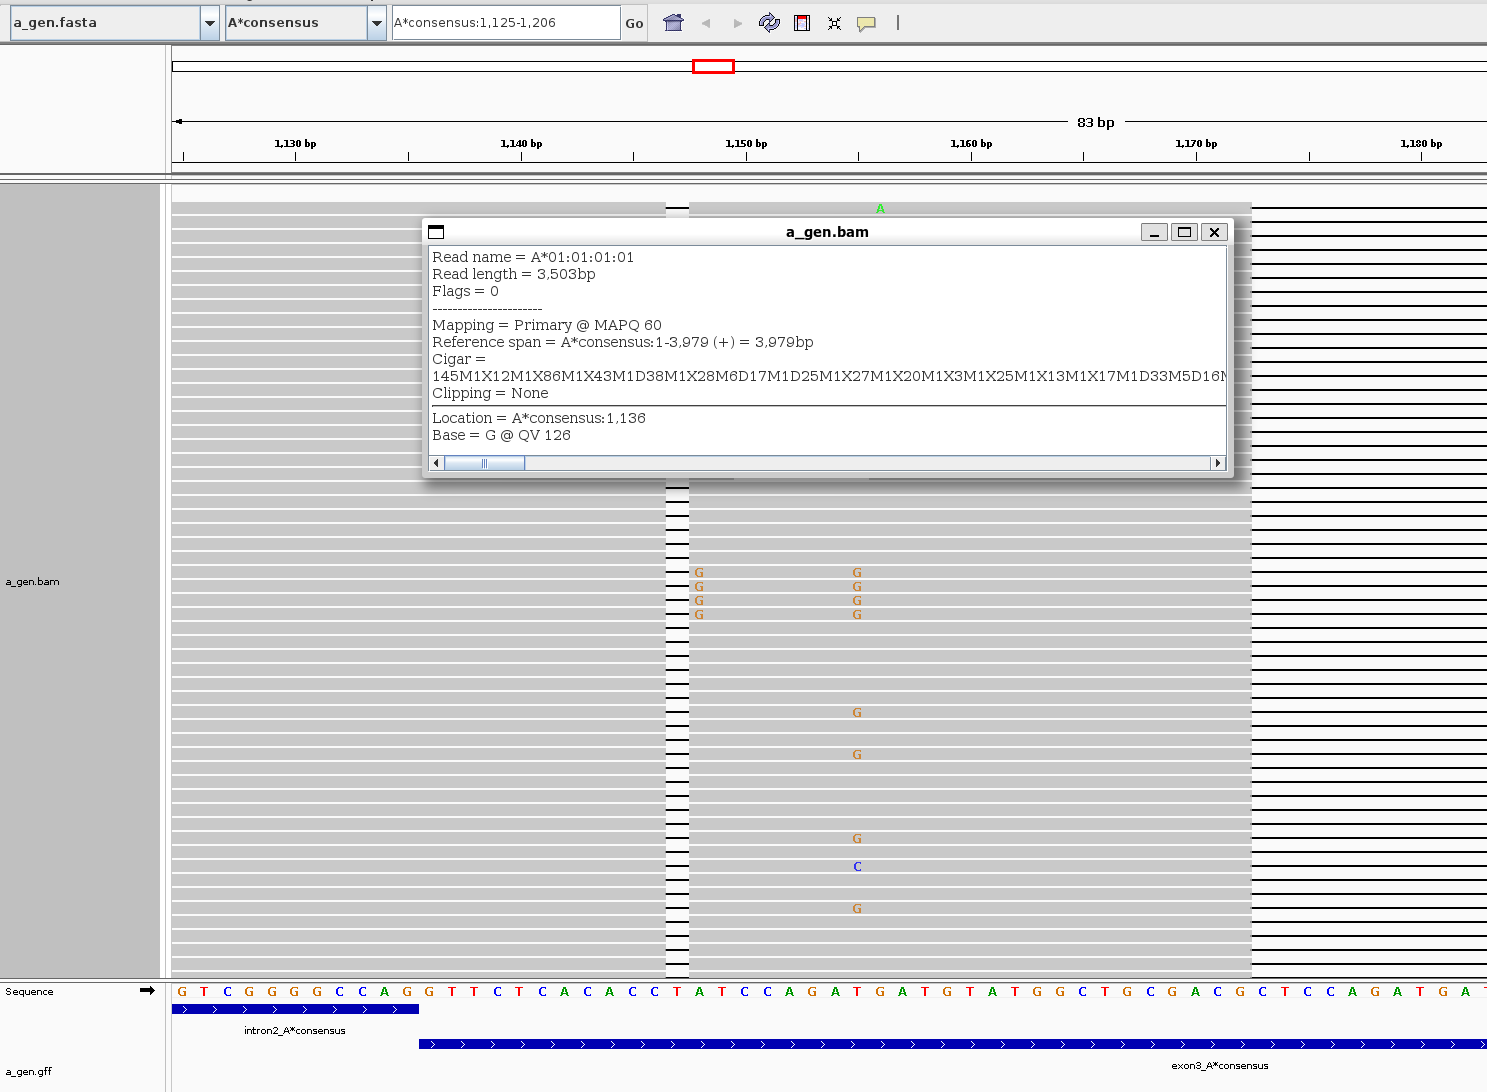 a_gen.fasta A*consensus A*consensus:1,125-1,206 Go
83 bp
1,130 bp 1,140 bp 1,150 bp 1,160 bp 1,170 bp 1,180 bp
A
a_gen.bam
Read name = A*01:01:01:01
Read length = 3,503bp
Flags = 0
----------------------
Mapping = Primary @ MAPQ 60
Reference span = A*consensus:1-3,979 (+) = 3,979bp
Cigar =
145M1X12M1X86M1X43M1D38M1X28M6D17M1D25M1X27M1X20M1X3M1X25M1X13M1X17M1D33M5D16M
Clipping = None
Location = A*consensus:1,136
Base = G @ QV 126
G G
a_gen.bam
G G
G G
G G
G
G
G
C
G
Sequence G T C G G G G C C A G G T T C T C A C A C C T A T C C A G A T G A T G T A T G G C T G C G A C G C T C C A G A T G A
intron2_A*consensus
exon3_A*consensus
a_gen.gff